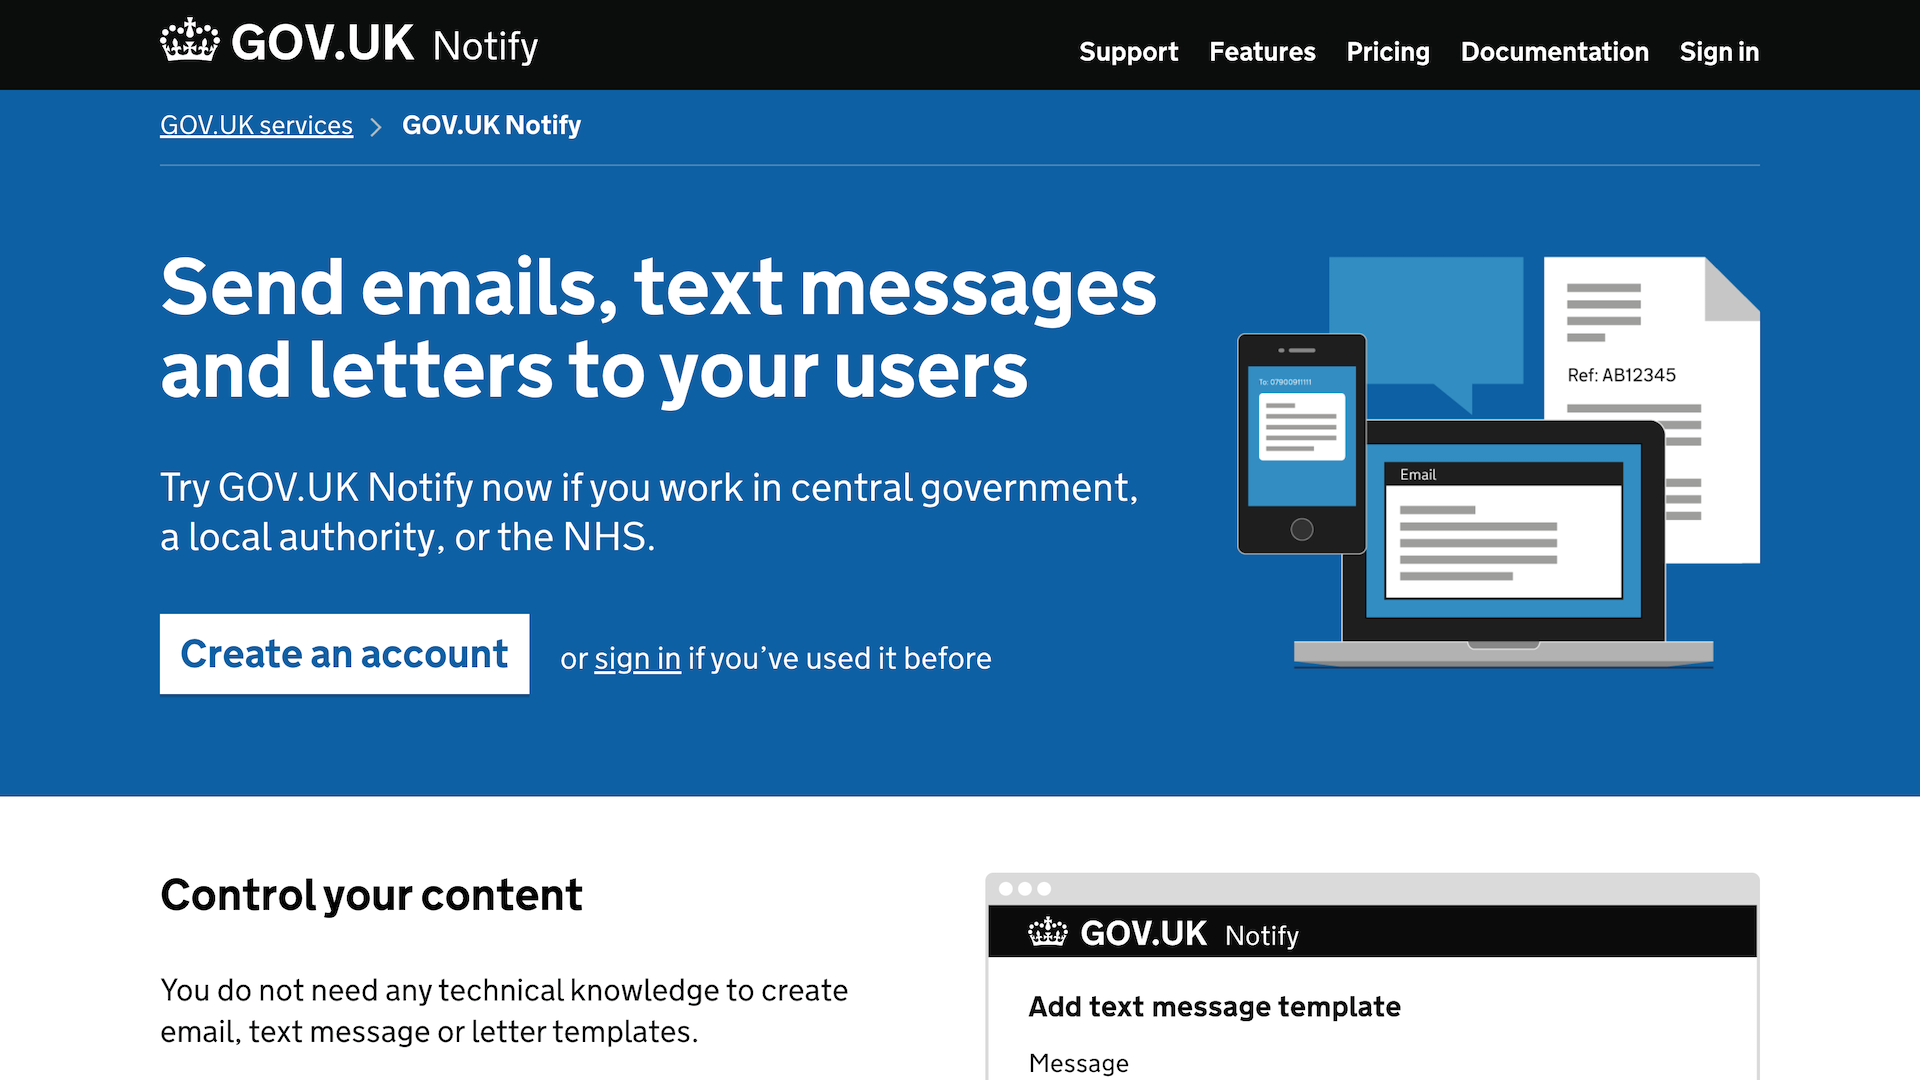 GOV.UK Notify
Support Features Pricing Documentation Sign in
GOV.UK services GOV.UK Notify
Send emails, text messages
and letters to your users
Try GOV.UK Notify now if you work in central government,
a local authority, or the NHS.
Create an account or sign in if you’ve used it before
To: 07900911111
Ref: AB12345
Email
Control your content
You do not need any technical knowledge to create
email, text message or letter templates.
GOV.UK Notify
Add text message template
Message